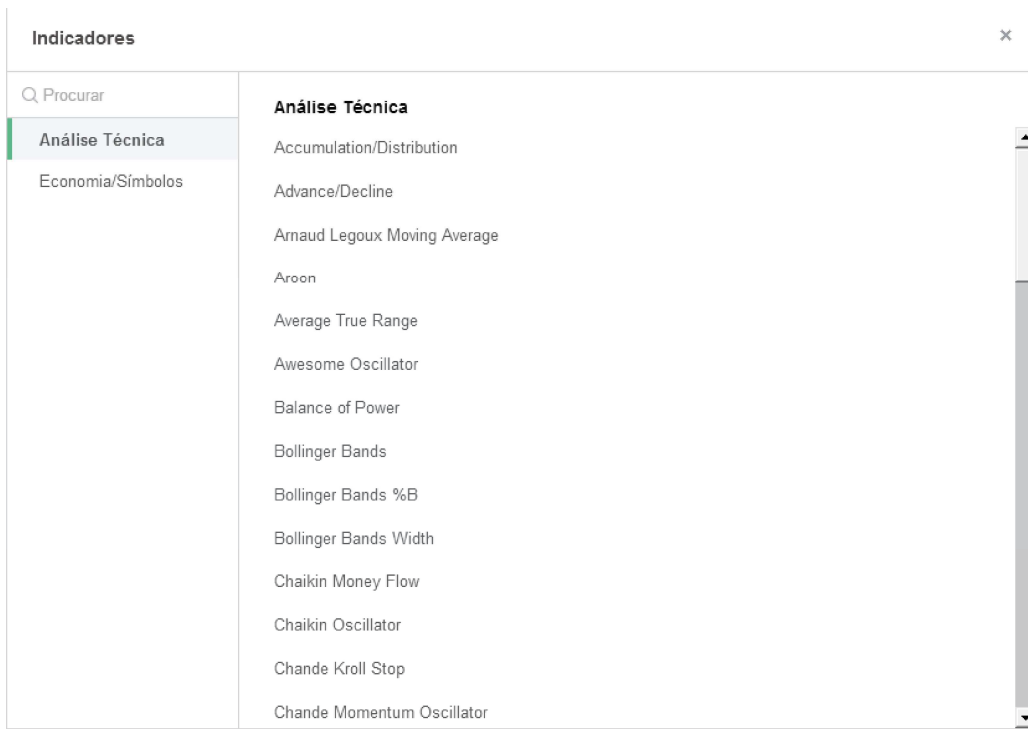 Indicadores
Procurar
Análise Técnica
Economia/Símbolos
Análise Técnica
Accumulation/Distribution
Advance/Decline
Arnaud Legoux Moving Average
Aroon
Average True Range
Awesome Oscillator
Balance of Power
Bollinger Bands
Bollinger Bands %B
Bollinger Bands Width
Chaikin Money Flow
Chaikin Oscillator
Chande Kroll Stop
Chande Momentum Oscillator